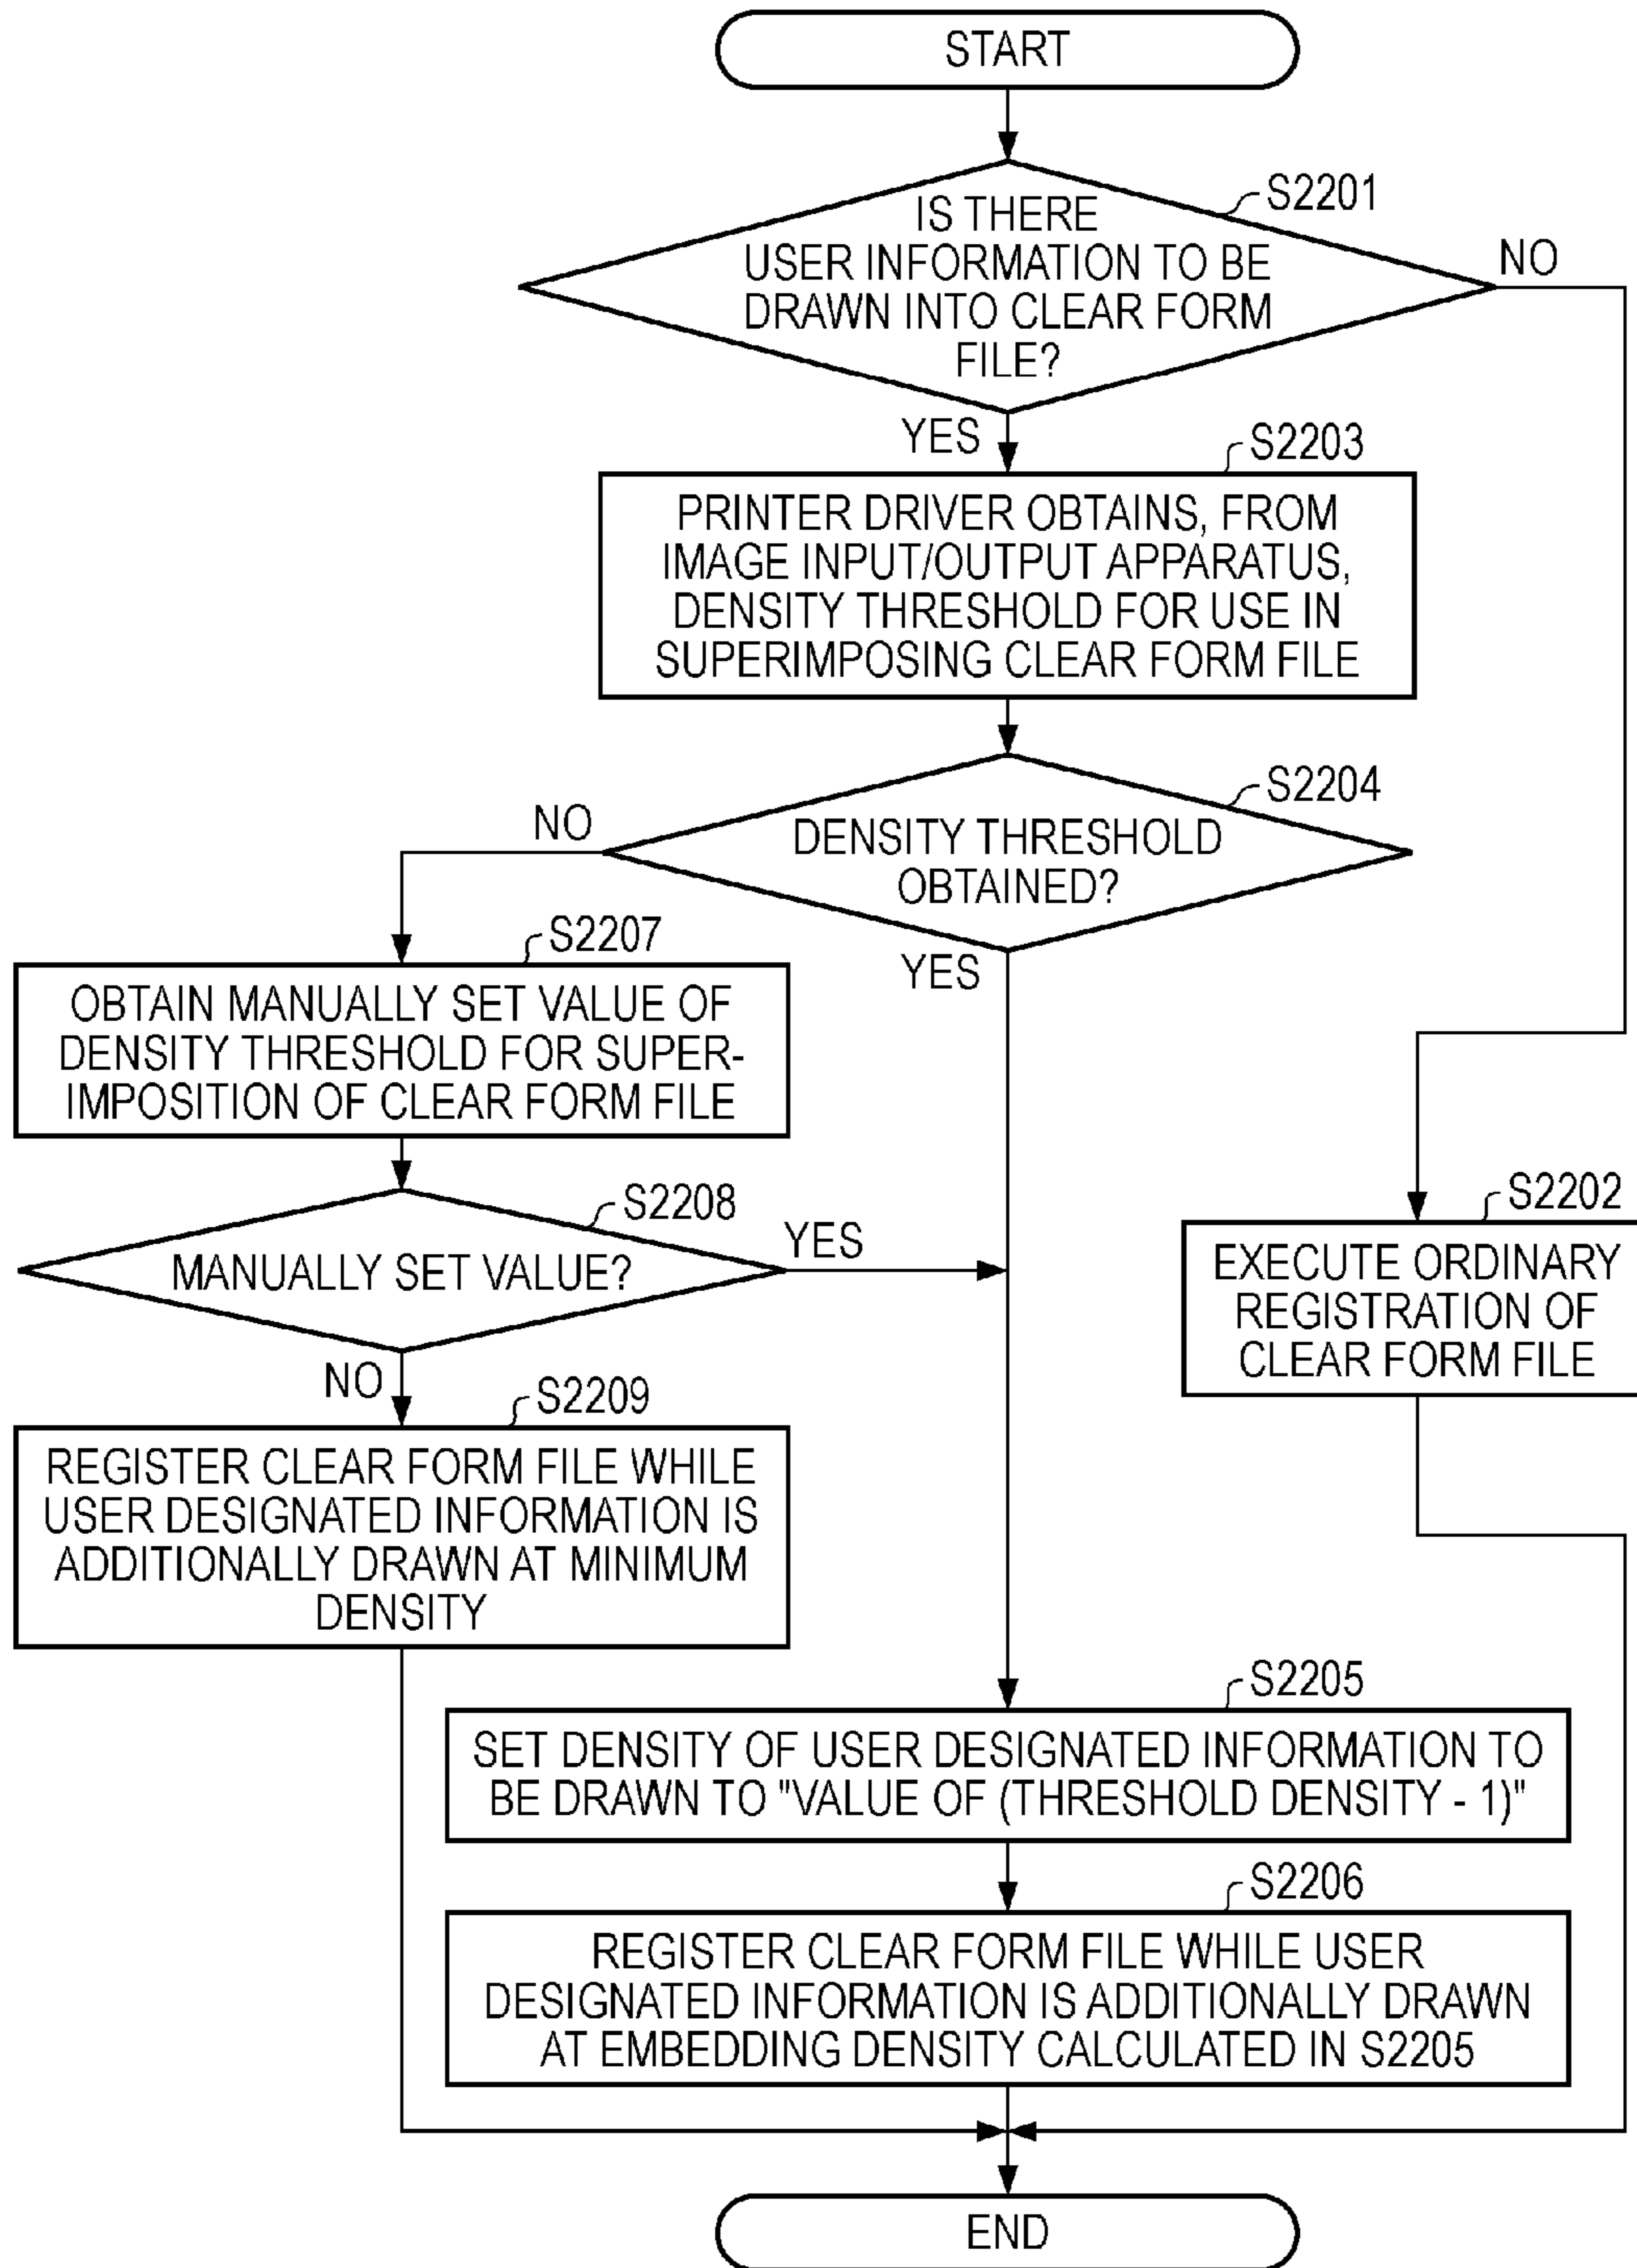 START
S2201
IS THERE
USER INFORMATION TO BE
DRAWN INTO CLEAR FORM
FILE?
NO
YES
S2203
PRINTER DRIVER OBTAINS, FROM
IMAGE INPUT/OUTPUT APPARATUS,
DENSITY THRESHOLD FOR USE IN
SUPERIMPOSING CLEAR FORM FILE
S2204
DENSITY THRESHOLD
OBTAINED?
NO
YES
S2207
OBTAIN MANUALLY SET VALUE OF
DENSITY THRESHOLD FOR SUPER-
IMPOSITION OF CLEAR FORM FILE
S2208
MANUALLY SET VALUE?
YES
NO
S2202
EXECUTE ORDINARY
REGISTRATION OF
CLEAR FORM FILE
S2209
REGISTER CLEAR FORM FILE WHILE
USER DESIGNATED INFORMATION IS
ADDITIONALLY DRAWN AT MINIMUM
DENSITY
S2205
SET DENSITY OF USER DESIGNATED INFORMATION TO
BE DRAWN TO "VALUE OF (THRESHOLD DENSITY - 1)"
S2206
REGISTER CLEAR FORM FILE WHILE USER
DESIGNATED INFORMATION IS ADDITIONALLY DRAWN
AT EMBEDDING DENSITY CALCULATED IN S2205
END